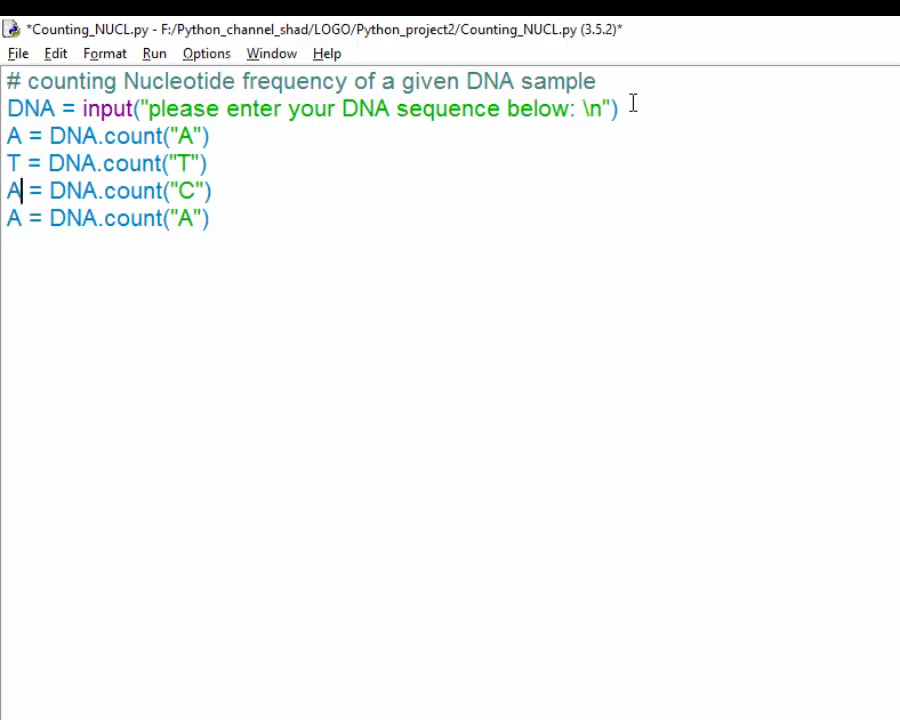 *Counting_NUCL.py - F:/Python_channel_shad/LOGO/Python_project2/Counting_NUCL.py (3.5.2)*
File Edit Format Run Options Window Help
# counting Nucleotide frequency of a given DNA sample
DNA = input("please enter your DNA sequence below: \n")
A = DNA.count("A")
T = DNA.count("T")
A = DNA.count("C")
A = DNA.count("A")